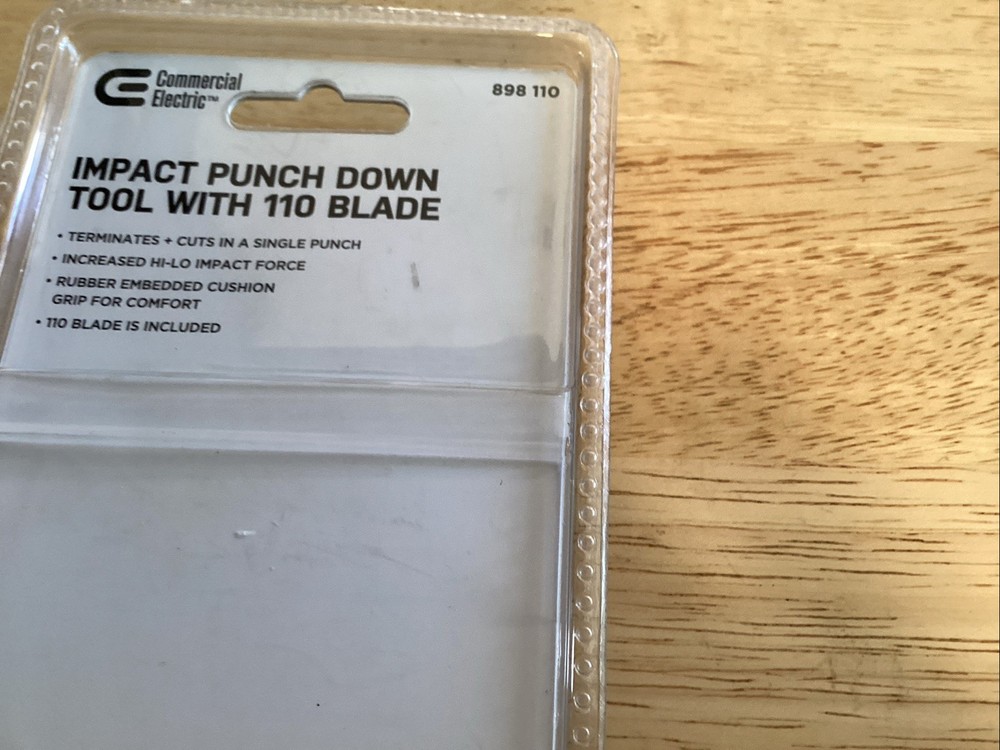 Commercial
Electric™
898 110
IMPACT PUNCH DOWN
TOOL WITH 110 BLADE
• TERMINATES + CUTS IN A SINGLE PUNCH
• INCREASED HI-LO IMPACT FORCE
• RUBBER EMBEDDED CUSHION
GRIP FOR COMFORT
• 110 BLADE IS INCLUDED